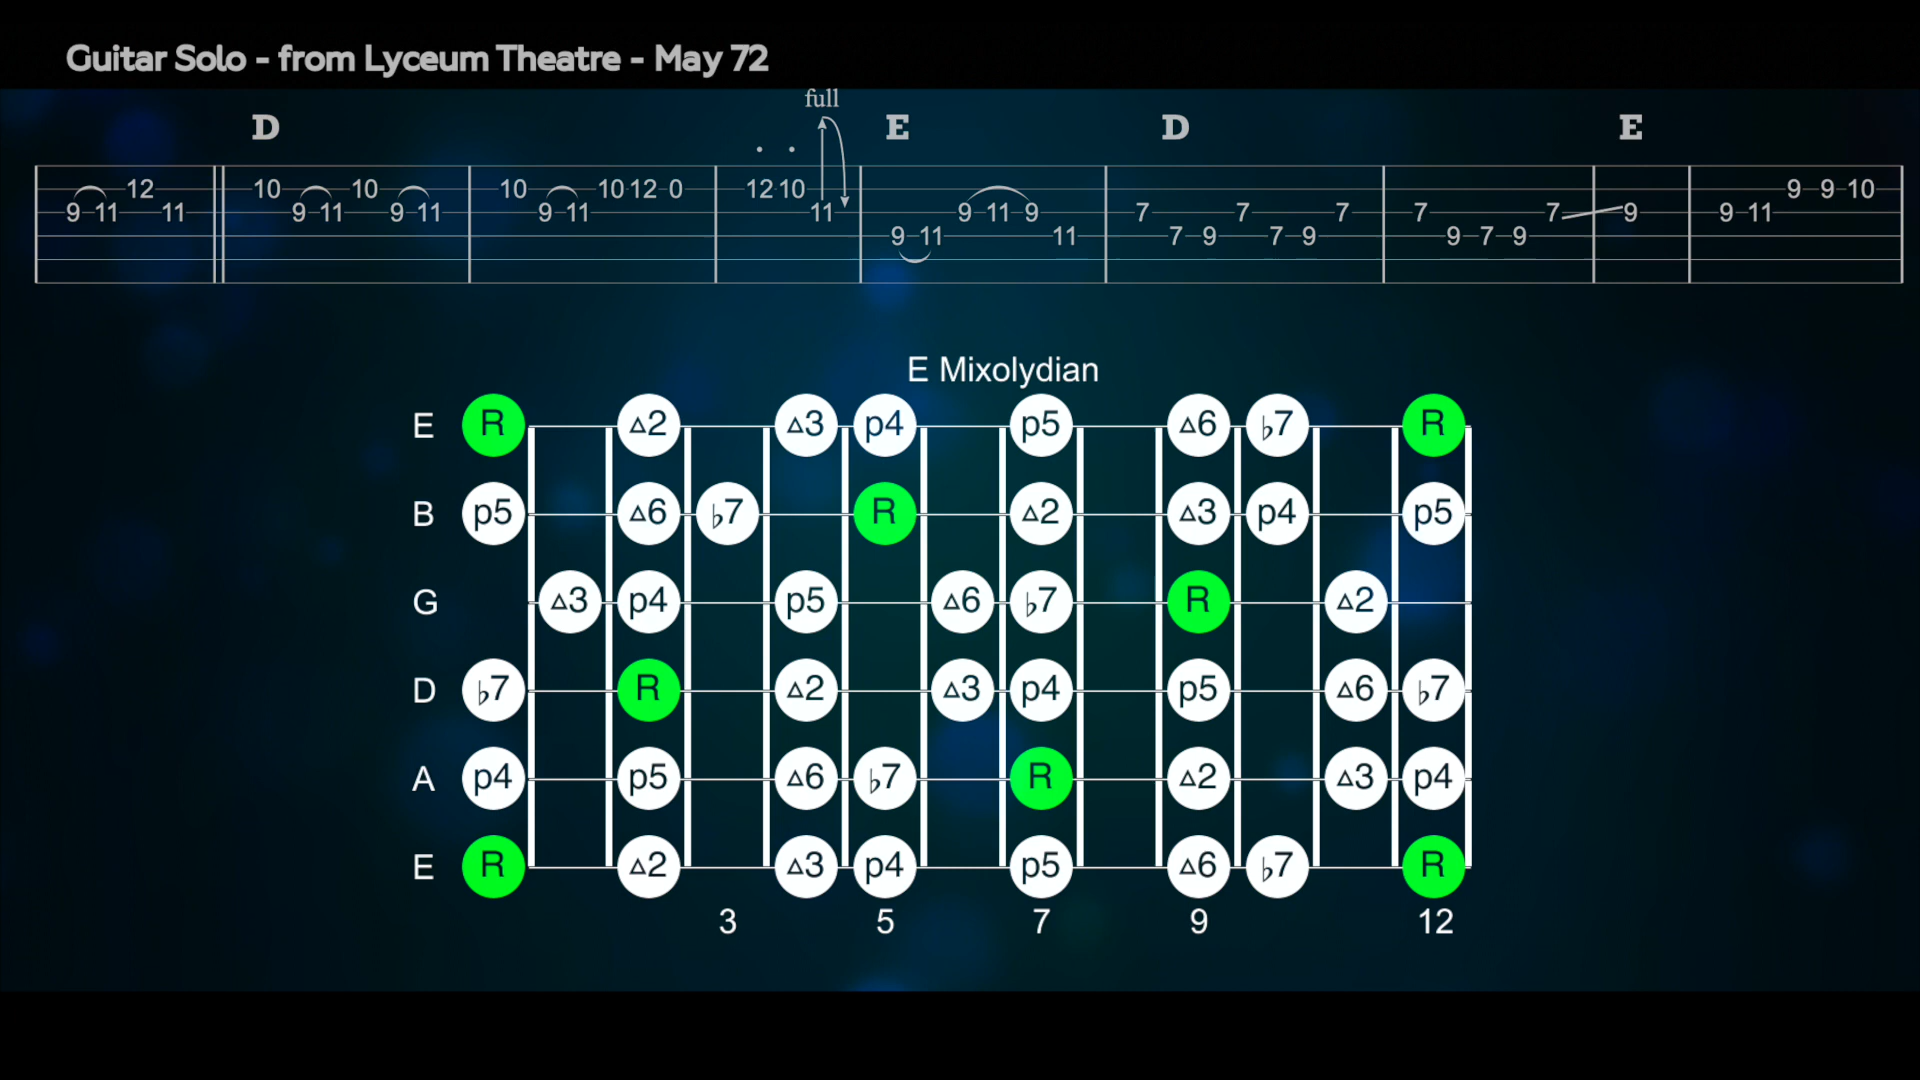 Guitar Solo - from Lyceum Theatre - May 72
full
D E D E
12 10 10 10 10 12 0 12 10 9 9 10
9 11 11 9 11 9 11 9 11 11 9 11 9 7 7 7 7 7 9 9 11
9 11 11 7 9 7 9 9 7 9
E Mixolydian
E R △2 △3 p4 p5 △6 ♭7 R
B p5 △6 ♭7 R △2 △3 p4 p5
G △3 p4 p5 △6 ♭7 R △2
D ♭7 R △2 △3 p4 p5 △6 ♭7
A p4 p5 △6 ♭7 R △2 △3 p4
E R △2 △3 p4 p5 △6 ♭7 R
3 5 7 9 12